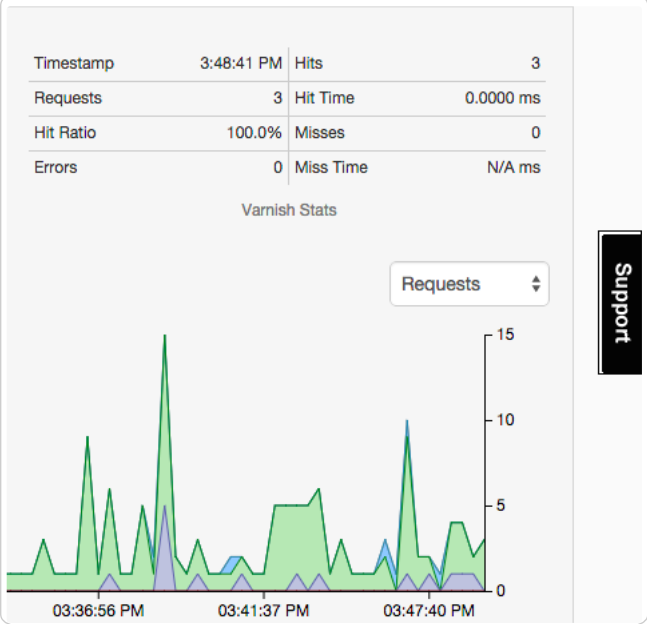 Timestamp 3:48:41 PM Hits 3
Requests 3 Hit Time 0.0000 ms
Hit Ratio 100.0% Misses 0
Errors 0 Miss Time N/A ms
Varnish Stats
Requests
Support
15
10
5
0
03:36:56 PM 03:41:37 PM 03:47:40 PM